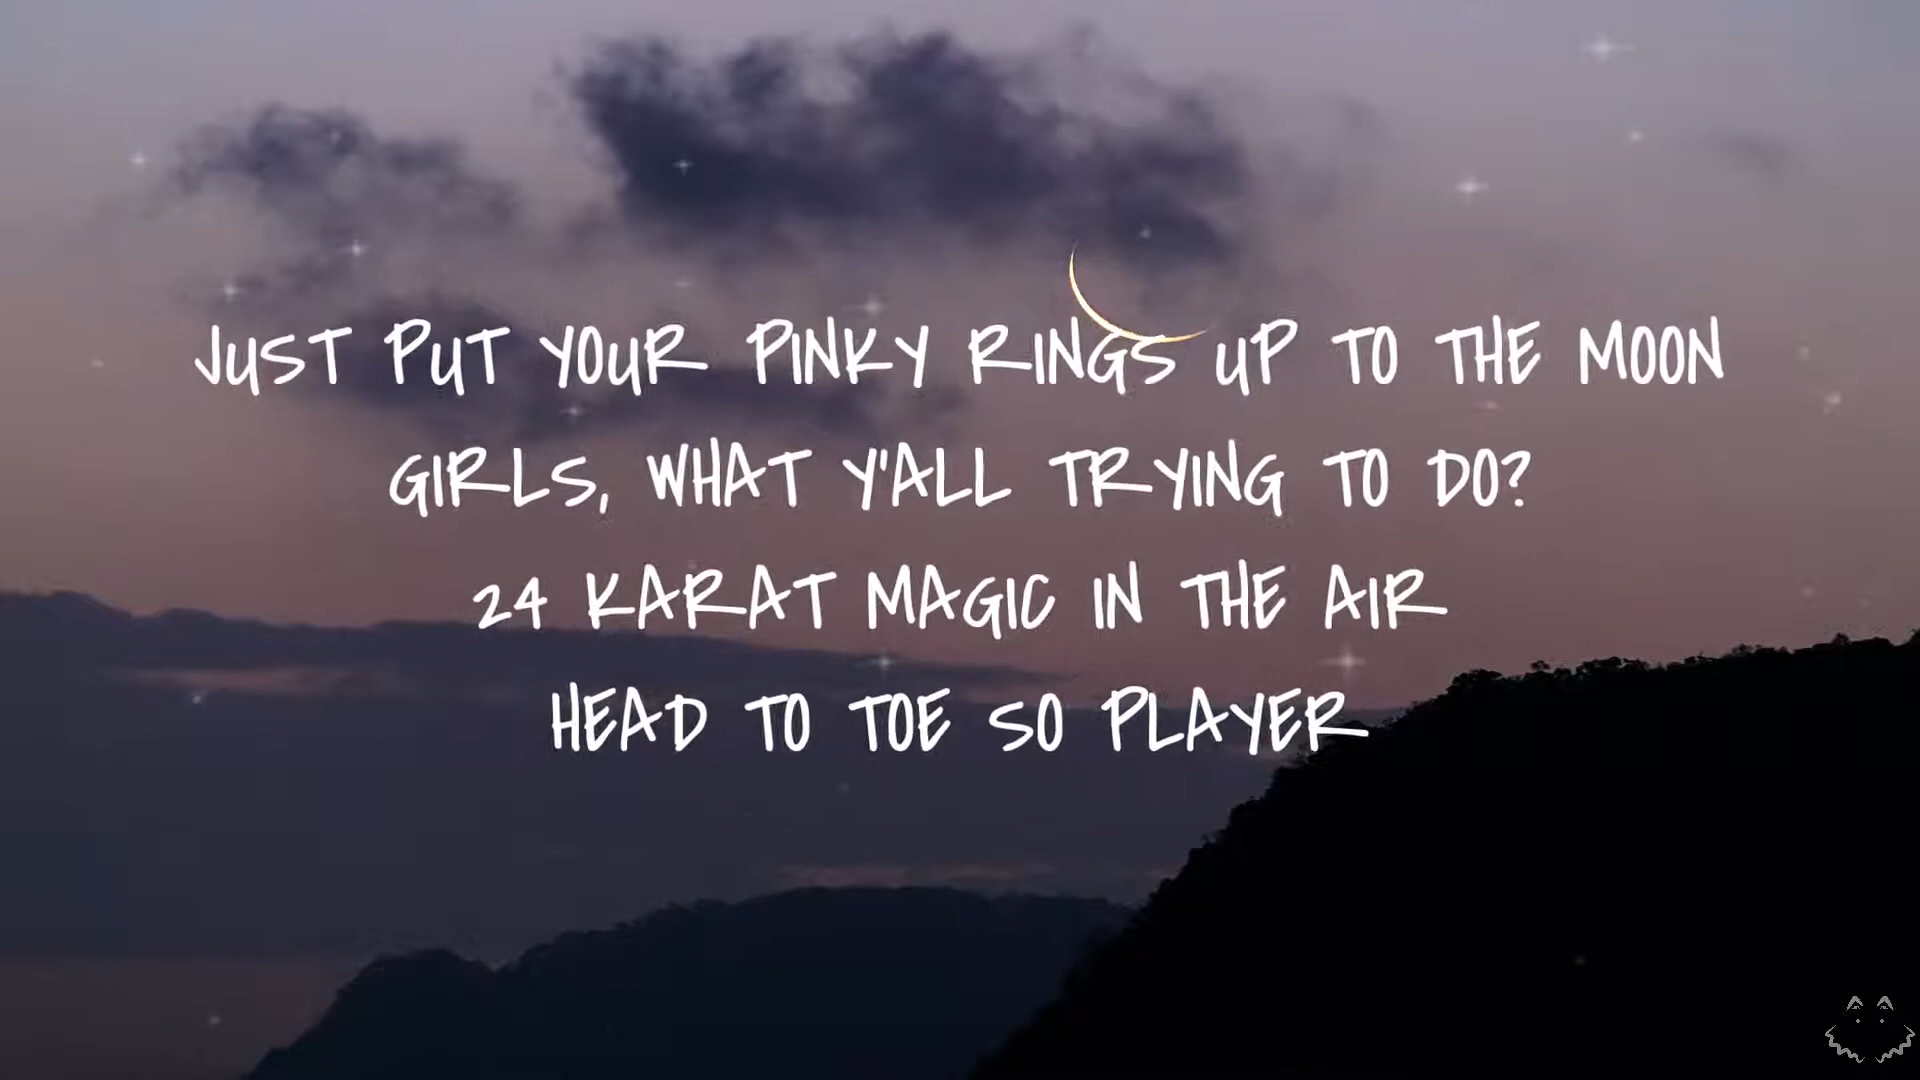 JUST PUT YOUR PINKY RINGS UP TO THE MOON
GIRLS, WHAT Y'ALL TRYING TO DO?
24 KARAT MAGIC IN THE AIR
HEAD TO TOE SO PLAYER